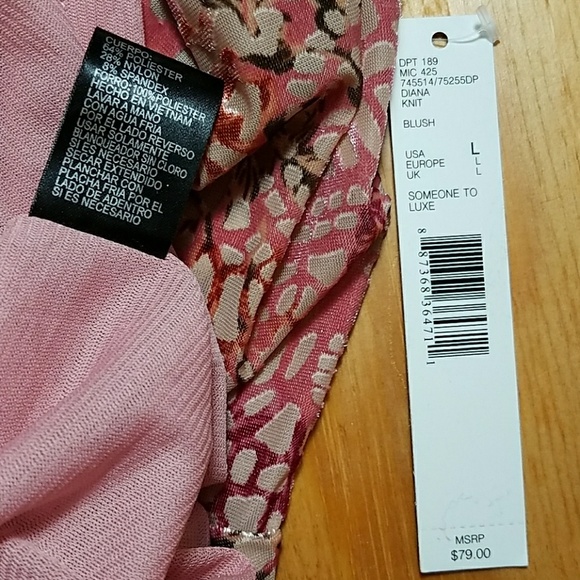 CUERPO:
64% POLIESTER
28% NYLON
8% SPANDEX
FORRO: 100% POLIESTER
HECHO EN VIETNAM
LAVAR A MANO
CON AGUA FRIA
AL LADO REVERSO
USAR SOLAMENTE
BLANQUEADOR SIN CLORO
SI ES NECESARIO
SECAR EXTENDIDO
PLANCHAR CON
PLACHA FRIA POR EL
LADO DE ADEVTRO
SI ES NECESARIO
DPT 189
MIC 425
745514/75255DP
DIANA
KNIT
BLUSH
USA L
EUROPE L
UK L
SOMEONE TO
LUXE
8 87368 36471 1
MSRP
$79.00